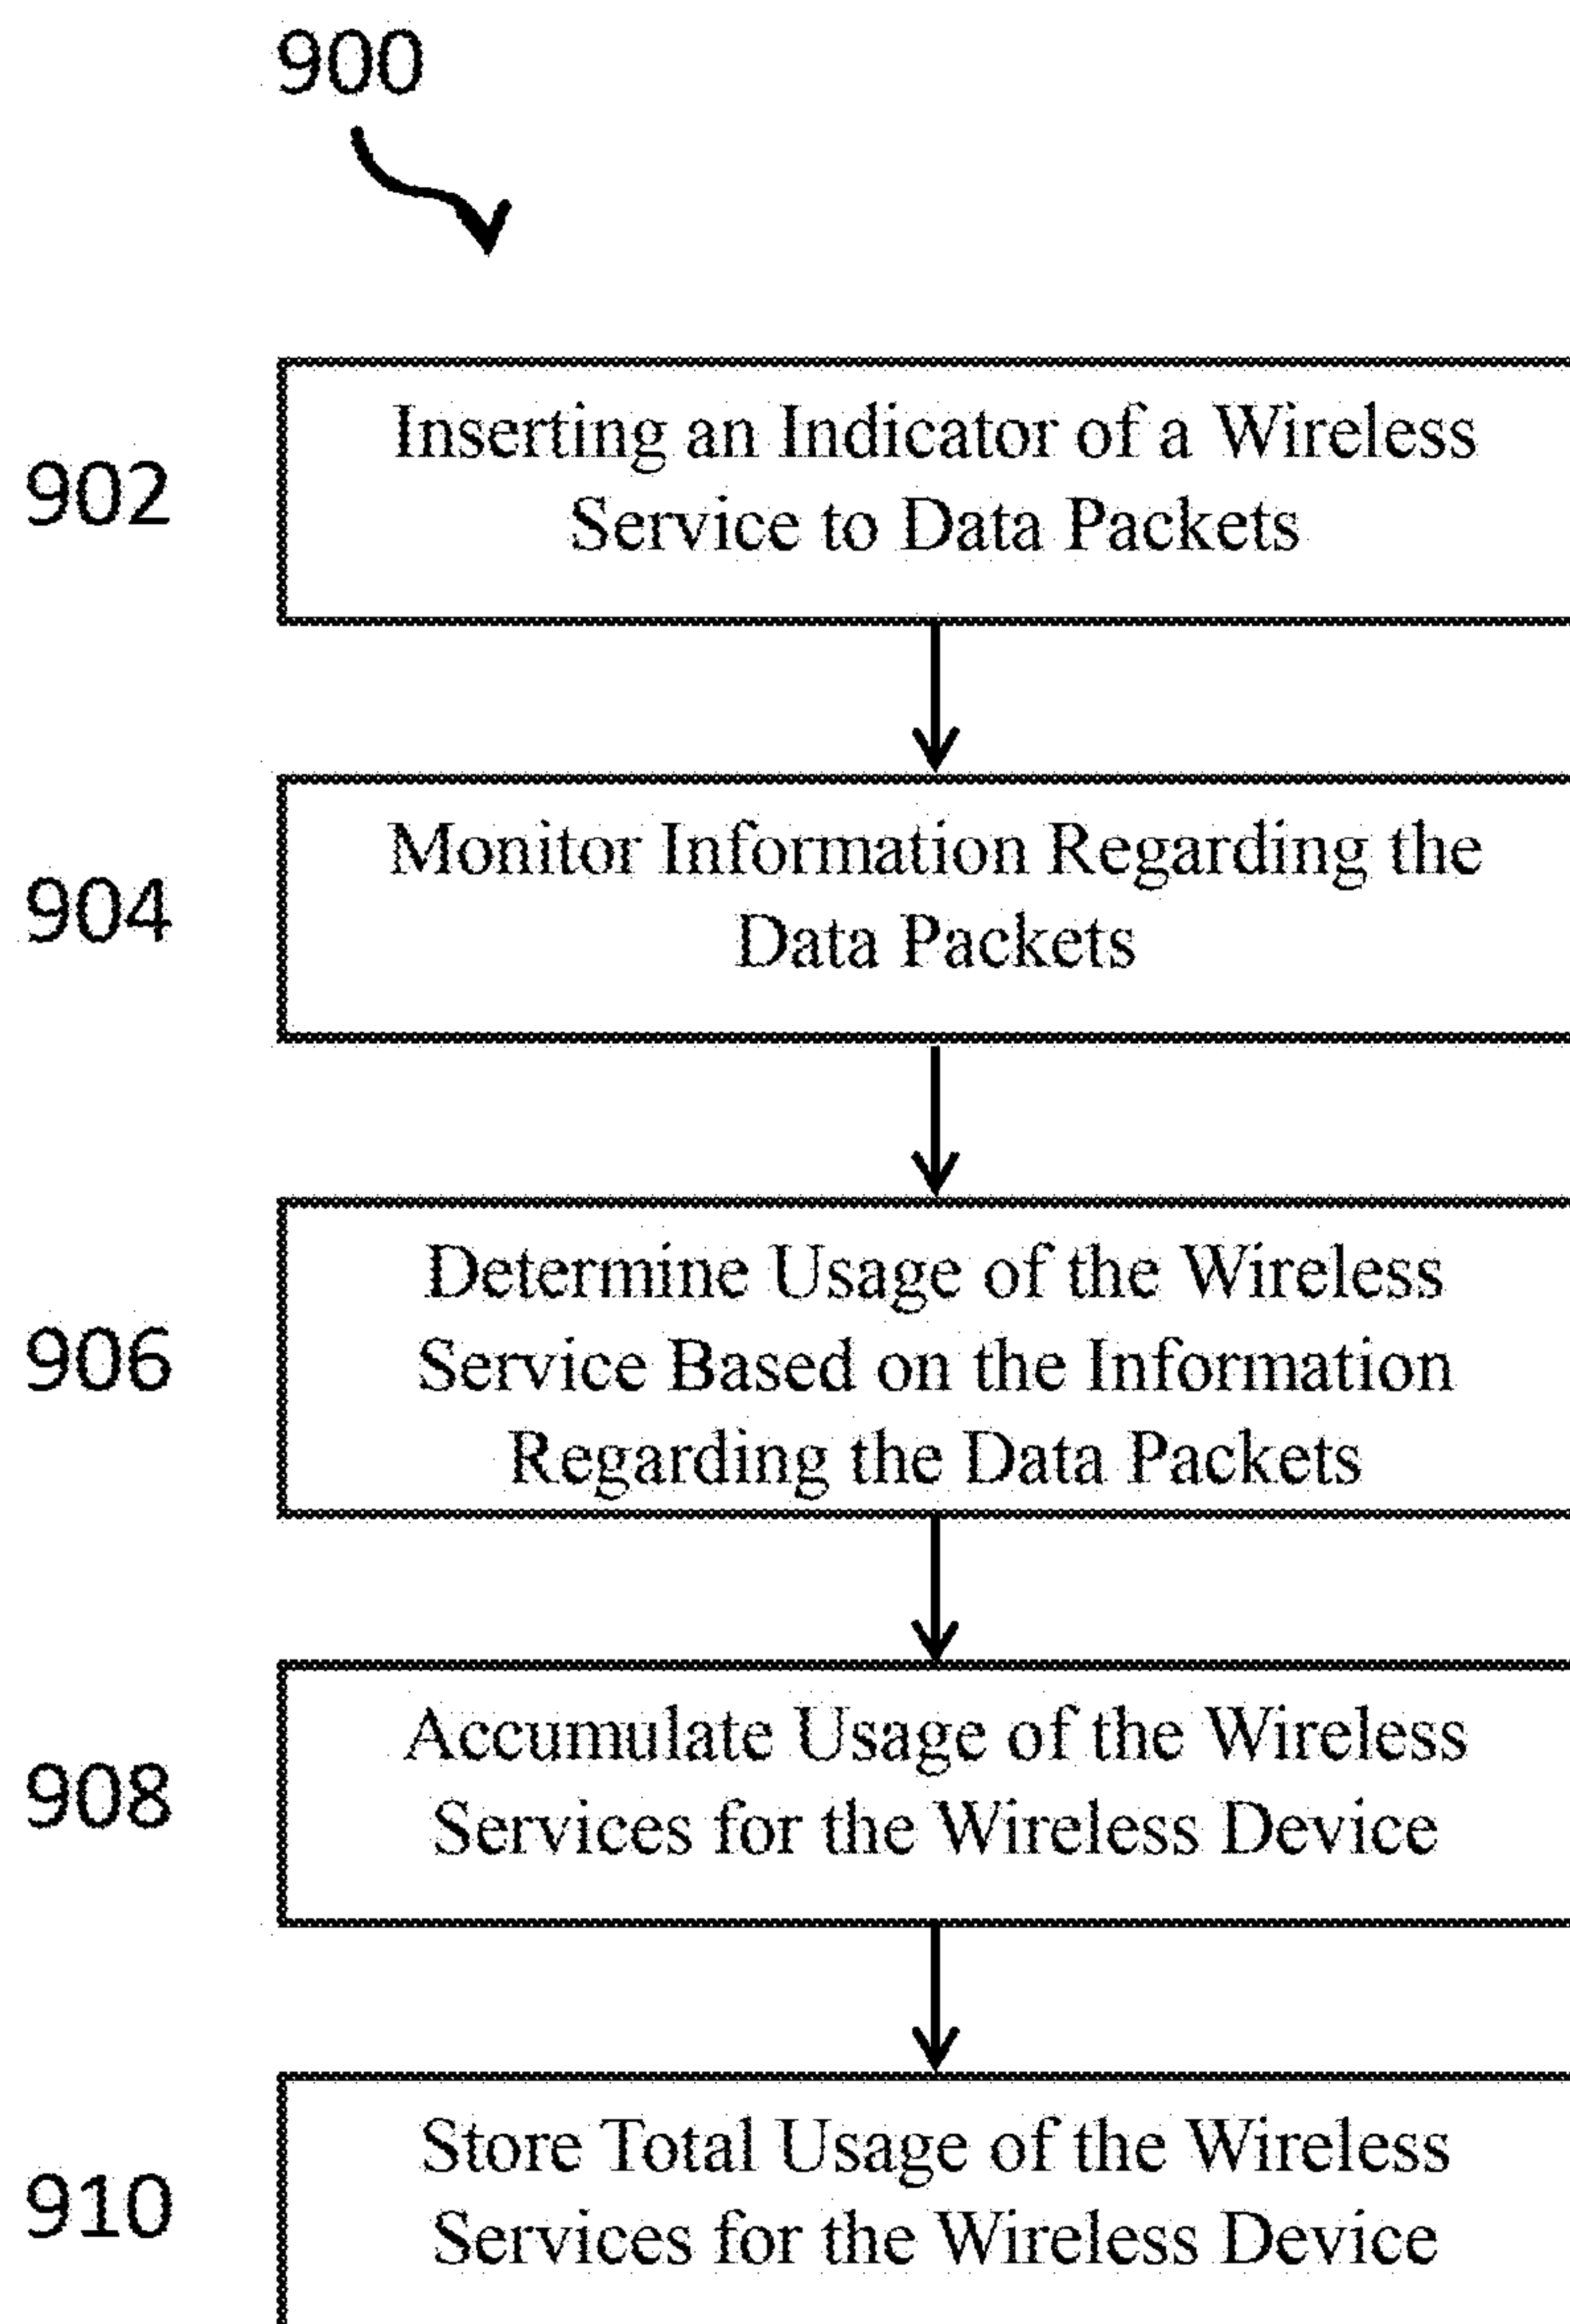 900
902
Inserting an Indicator of a Wireless
Service to Data Packets
904
Monitor Information Regarding the
Data Packets
906
Determine Usage of the Wireless
Service Based on the Information
Regarding the Data Packets
908
Accumulate Usage of the Wireless
Services for the Wireless Device
910
Store Total Usage of the Wireless
Services for the Wireless Device